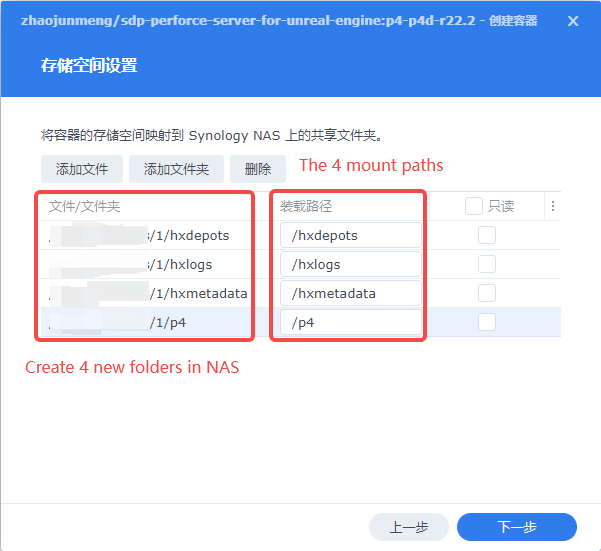 zhaojunmeng/sdp-perforce-server-for-unreal-engine:p4-p4d-r22.2 - 创建容器
存储空间设置
将容器的存储空间映射到 Synology NAS 上的共享文件夹。
添加文件 添加文件夹 删除 The 4 mount paths
文件/文件夹 装载路径 只读
/1/hxdepots /hxdepots
/1/hxlogs /hxlogs
/1/hxmetadata /hxmetadata
/1/p4 /p4
Create 4 new folders in NAS
上一步 下一步